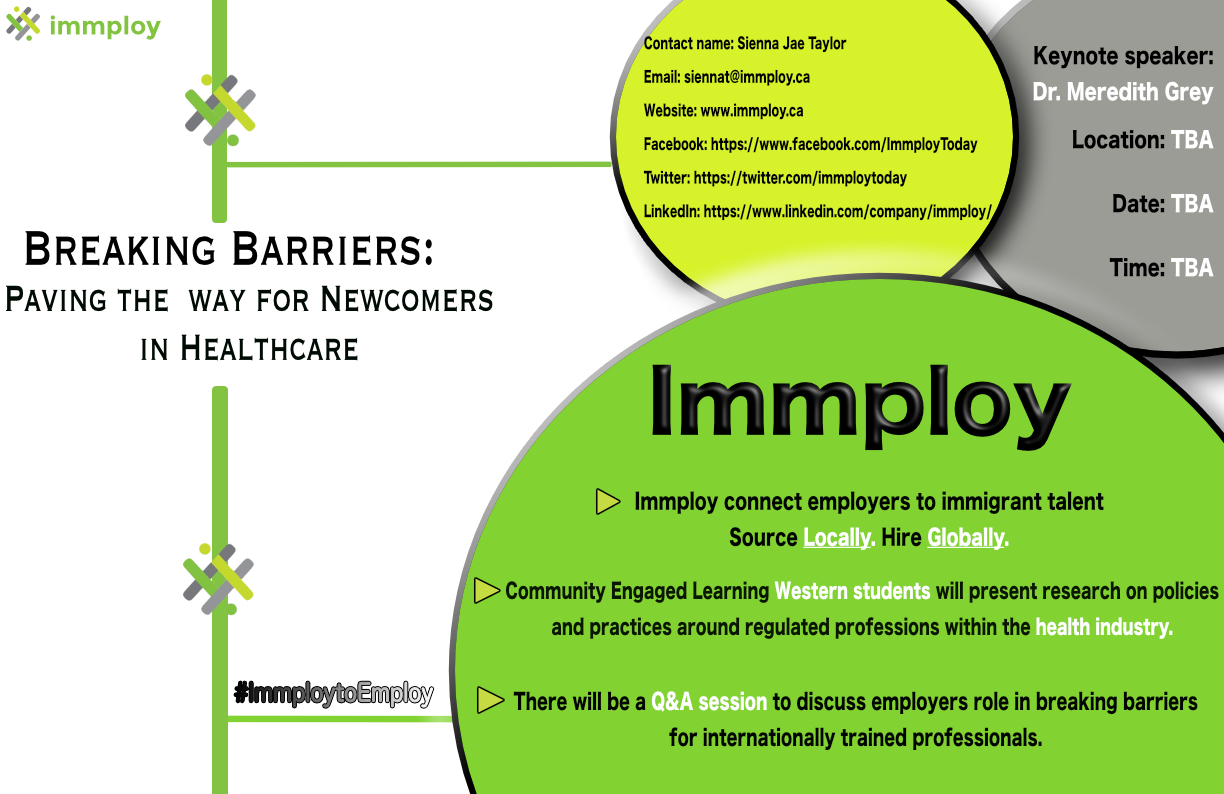 immploy
Contact name: Sienna Jae Taylor
Email: siennat@immploy.ca
Website: www.immploy.ca
Facebook: https://www.facebook.com/ImmployToday
Twitter: https://twitter.com/immploytoday
LinkedIn: https://www.linkedin.com/company/immploy/
Keynote speaker:
Dr. Meredith Grey
Location: TBA
Date: TBA
Time: TBA
Breaking Barriers:
Paving the way for Newcomers
in Healthcare
Immploy
Immploy connect employers to immigrant talent
Source Locally. Hire Globally.
Community Engaged Learning Western students will present research on policies
and practices around regulated professions within the health industry.
There will be a Q&A session to discuss employers role in breaking barriers
for internationally trained professionals.
#immploytoEmploy